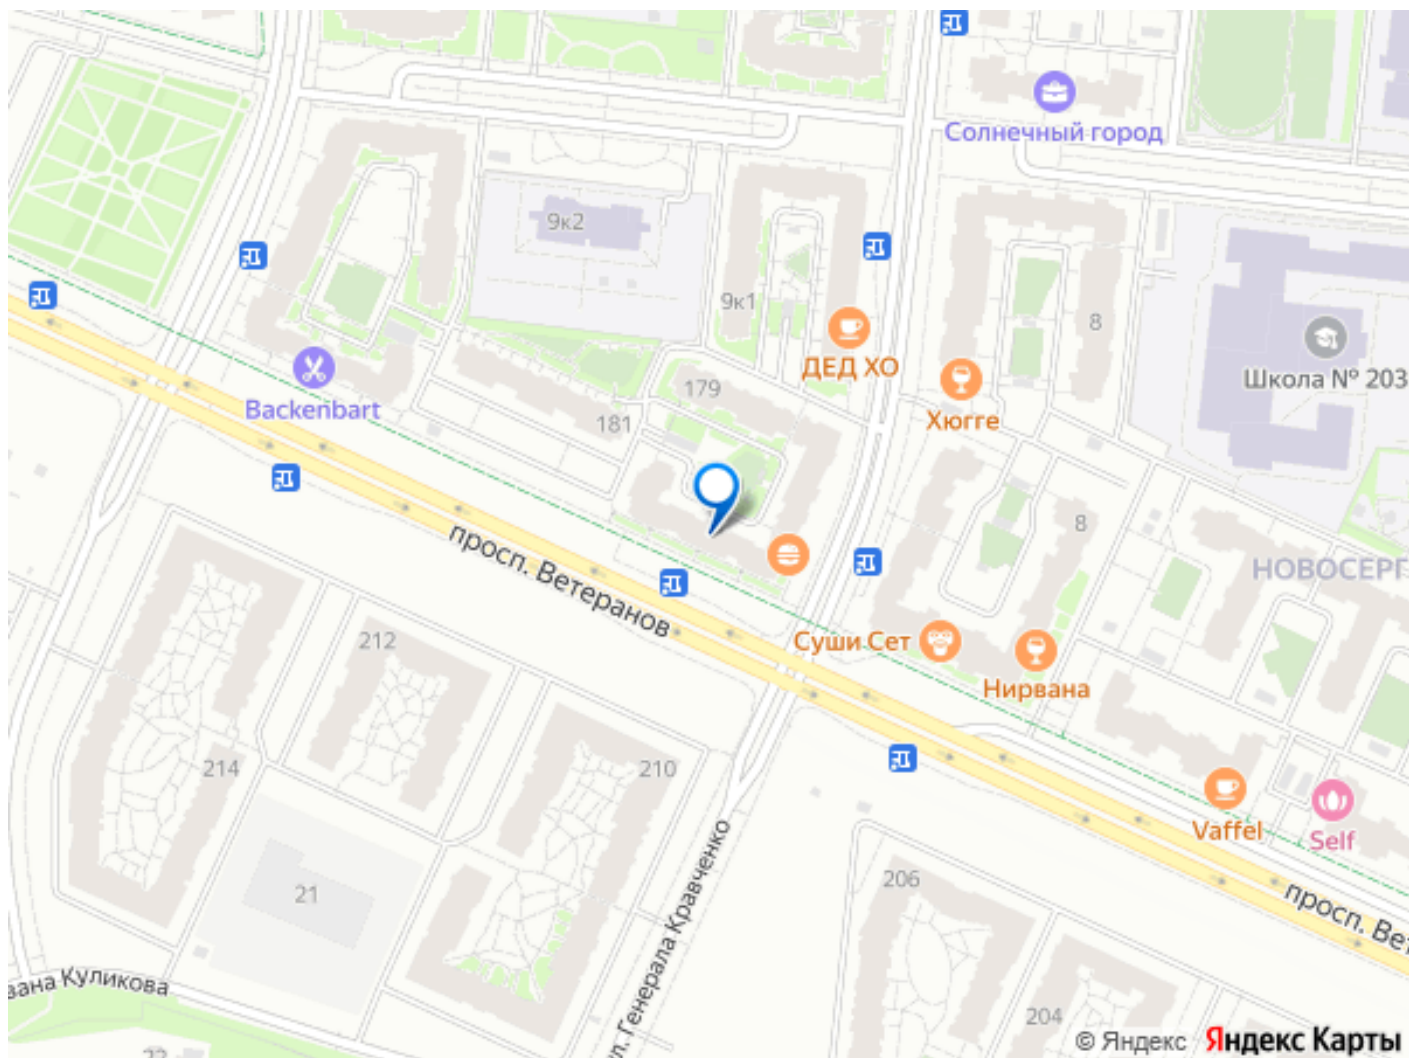 Солнечный город
9к2
9к1
8
ДЕД ХО
Школа № 203
Backenbart
179
181
Хюгге
8
НОВОСЕРГ
просп. Ветеранов
212
Суши Сет
Нирвана
214
210
Vaffel
Self
21
206
просп. Вет
ул. Генерала Кравченко
вана Куликова
204
© Яндекс Яндекс Карты